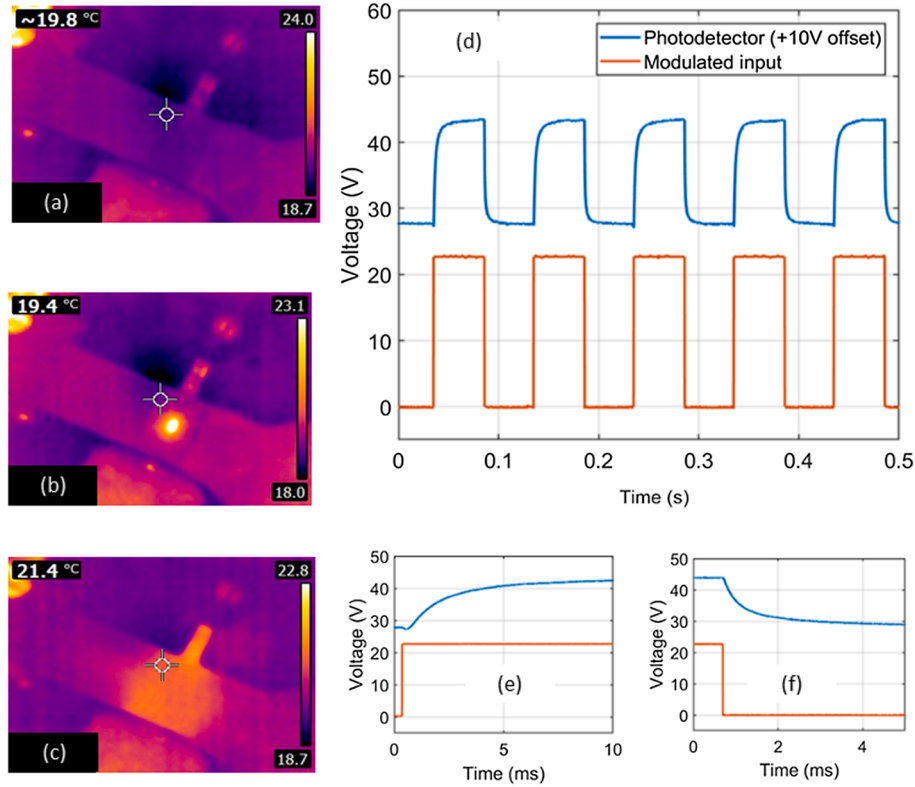 ~19.8 °C
24.0
18.7
(a)
19.4 °C
23.1
18.0
(b)
21.4 °C
22.8
18.7
(c)
(d)
Photodetector (+10V offset)
Modulated input
Voltage (V)
60
50
40
30
20
10
0
0 0.1 0.2 0.3 0.4 0.5
Time (s)
Voltage (V)
50
40
30
20
10
0
(e)
0 5 10
Time (ms)
Voltage (V)
50
40
30
20
10
0
(f)
0 2 4
Time (ms)